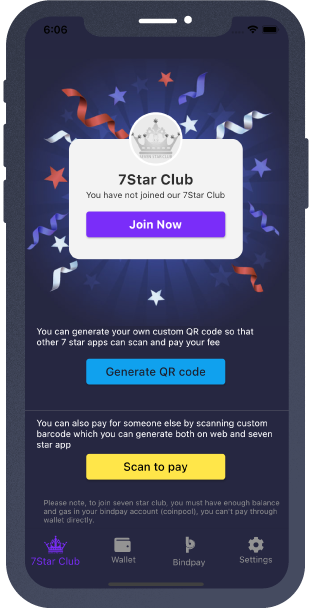 6:06
7Star Club
You have not joined our 7Star Club
Join Now
You can generate your own custom QR code so that
other 7 star apps can scan and pay your fee
Generate QR code
You can also pay for someone else by scanning custom
barcode which you can generate both on web and seven
star app
Scan to pay
Please note, to join seven star club, you must have enough balance
and gas in your bindpay account (coinpool), you can't pay through
wallet directly.
7Star Club Wallet Bindpay Settings